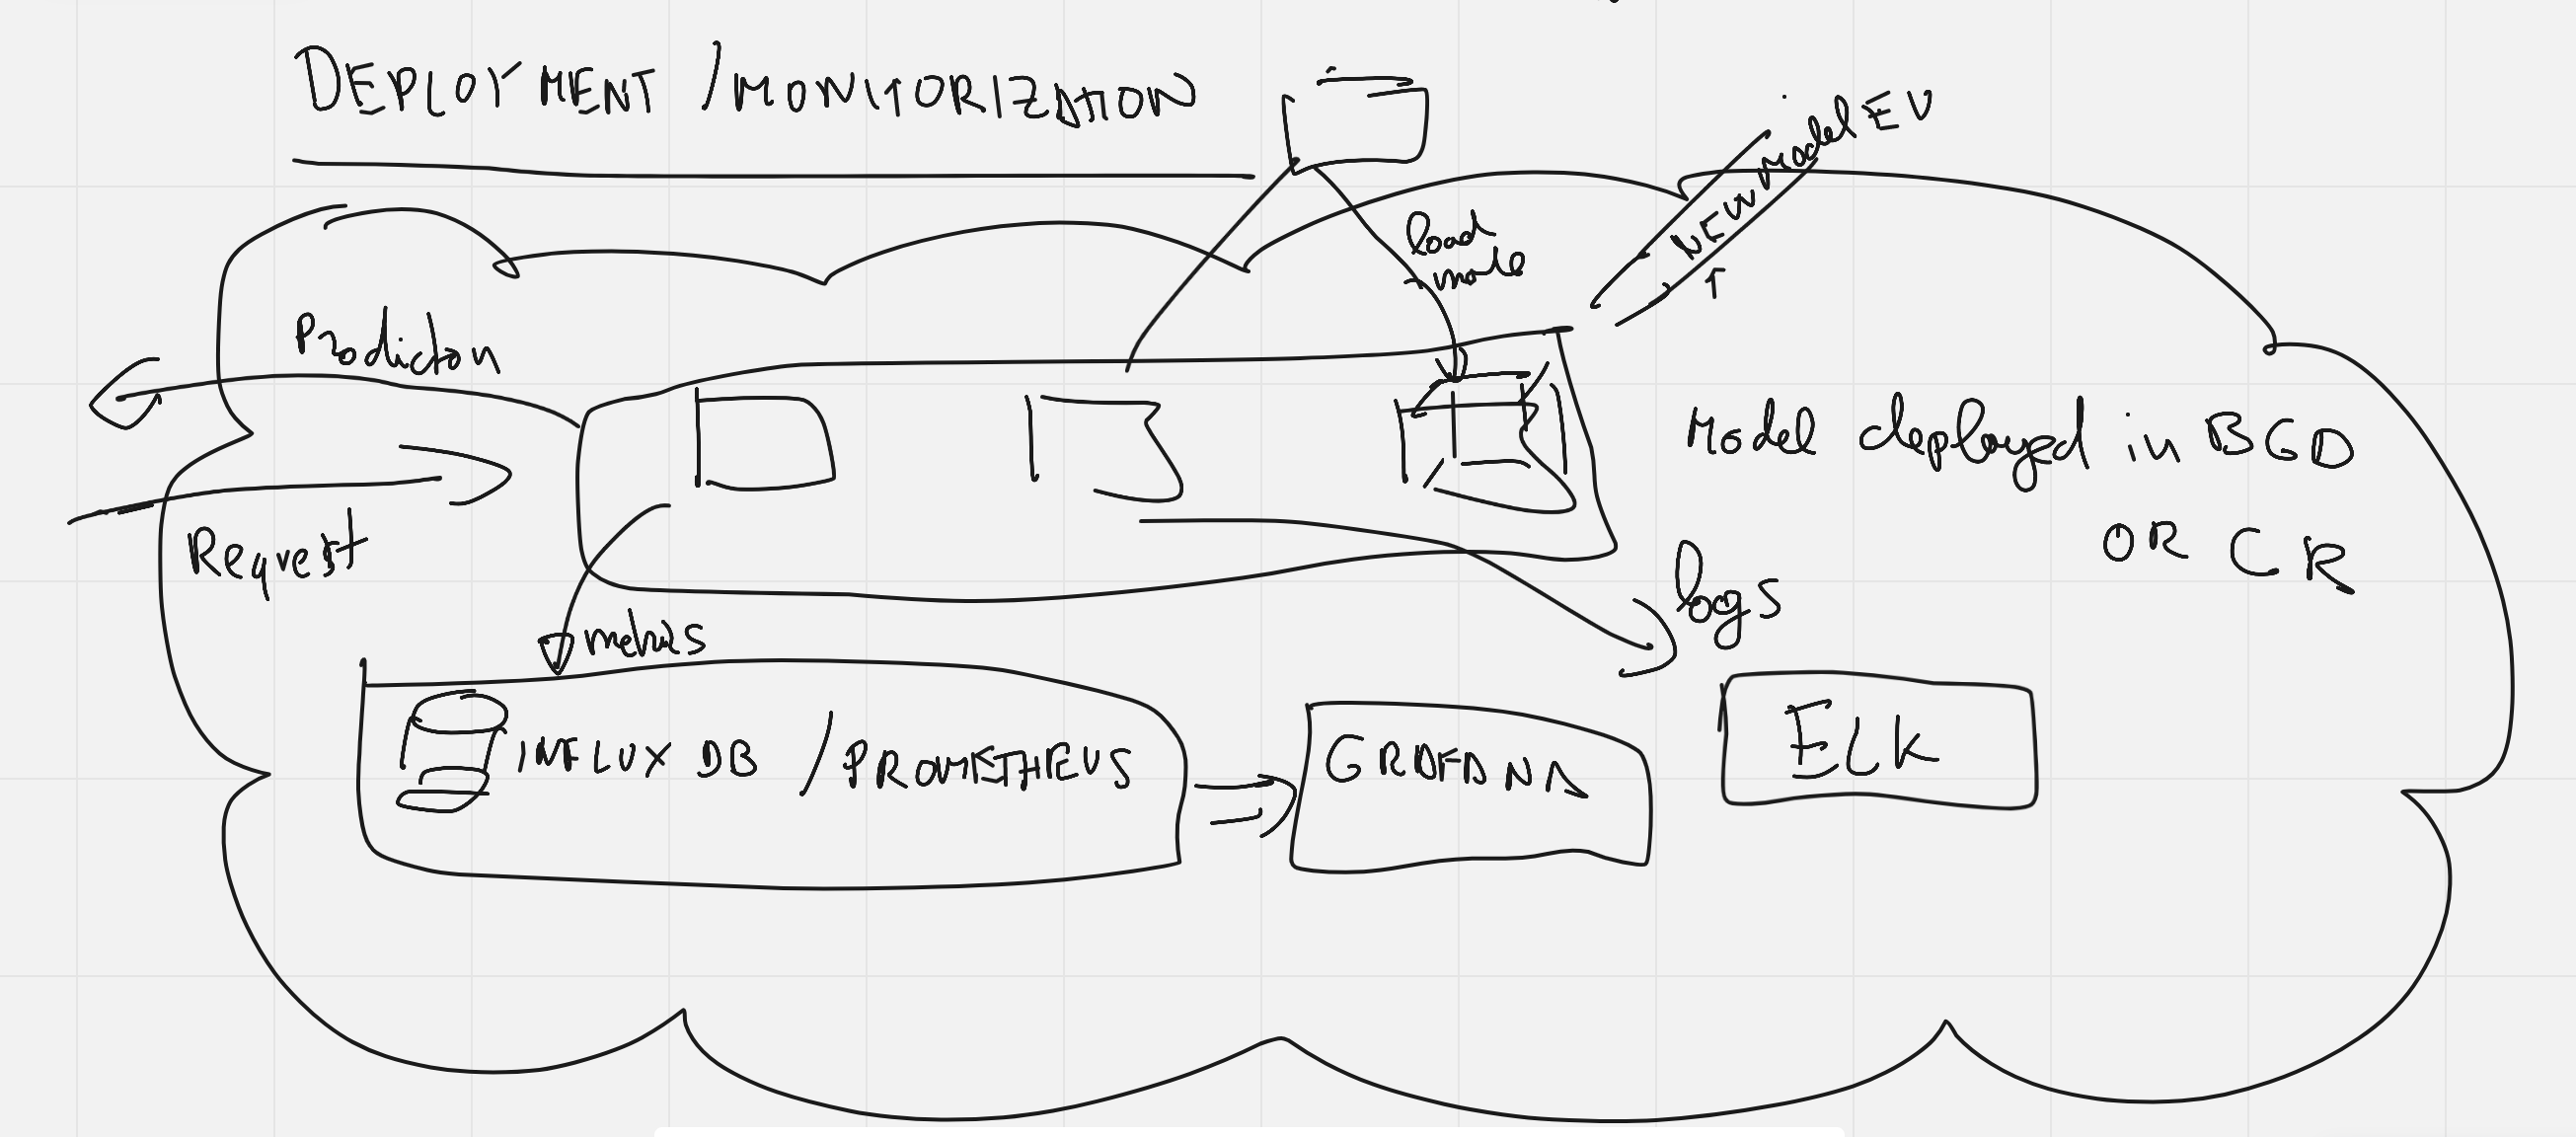 DEPLOYMENT / MONITORIZATION
NEW Model EV
load
mode
Prediction
Model deployed in BGD
OR CR
Request
logs
metrics
INFLUX DB / PROMETHEUS
GRAFANA
ELK